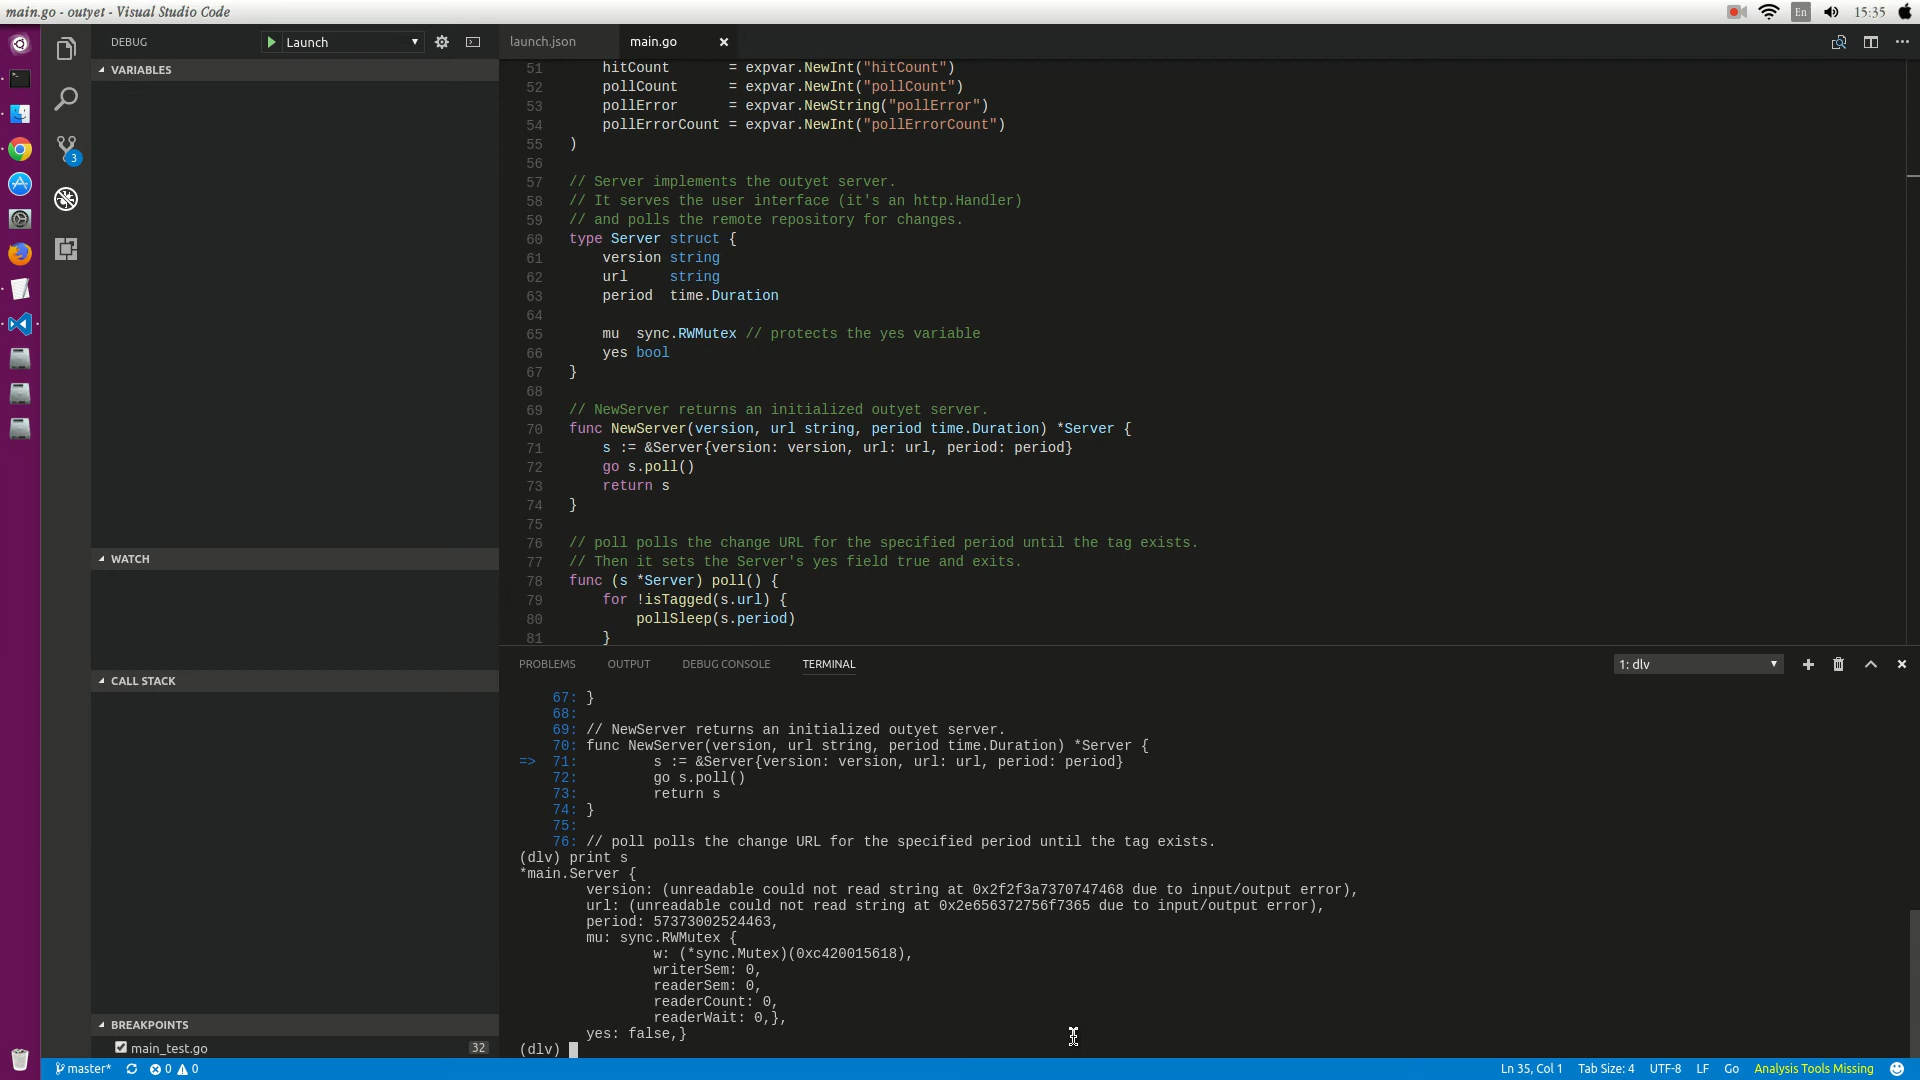 main.go - outyet - Visual Studio Code
En
15:35
DEBUG
Launch
launch.json
main.go
VARIABLES
WATCH
CALL STACK
BREAKPOINTS
main_test.go
32
3
51 hitCount = expvar.NewInt("hitCount")
52 pollCount = expvar.NewInt("pollCount")
53 pollError = expvar.NewString("pollError")
54 pollErrorCount = expvar.NewInt("pollErrorCount")
55 )
56
57 // Server implements the outyet server.
58 // It serves the user interface (it's an http.Handler)
59 // and polls the remote repository for changes.
60 type Server struct {
61 version string
62 url string
63 period time.Duration
64
65 mu sync.RWMutex // protects the yes variable
66 yes bool
67 }
68
69 // NewServer returns an initialized outyet server.
70 func NewServer(version, url string, period time.Duration) *Server {
71 s := &Server{version: version, url: url, period: period}
72 go s.poll()
73 return s
74 }
75
76 // poll polls the change URL for the specified period until the tag exists.
77 // Then it sets the Server's yes field true and exits.
78 func (s *Server) poll() {
79 for !isTagged(s.url) {
80 pollSleep(s.period)
81 }
PROBLEMS OUTPUT DEBUG CONSOLE TERMINAL
1: dlv
67: }
68:
69: // NewServer returns an initialized outyet server.
70: func NewServer(version, url string, period time.Duration) *Server {
=> 71: s := &Server{version: version, url: url, period: period}
72: go s.poll()
73: return s
74: }
75:
76: // poll polls the change URL for the specified period until the tag exists.
(dlv) print s
*main.Server {
version: (unreadable could not read string at 0x2f2f3a7370747468 due to input/output error),
url: (unreadable could not read string at 0x2e656372756f7365 due to input/output error),
period: 57373002524463,
mu: sync.RWMutex {
w: (*sync.Mutex)(0xc420015618),
writerSem: 0,
readerSem: 0,
readerCount: 0,
readerWait: 0,},
yes: false,}
(dlv)
master* 0 0
Ln 35, Col 1 Tab Size: 4 UTF-8 LF Go Analysis Tools Missing